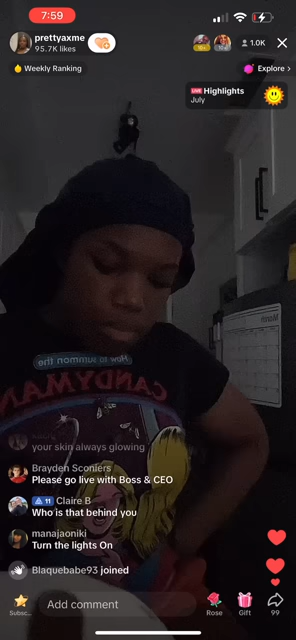 7:59
prettyaxme
95.7K likes
1.0K
Weekly Ranking
Explore >
LIVE Highlights
July
Month
How to summon the
CANDYMAN
your skin always glowing
Brayden Sconiers
Please go live with Boss & CEO
11 Claire B
Who is that behind you
manajaoniki
Turn the lights On
Blaquebabe93 joined
Subsc...
Add comment
Rose
Gift
99